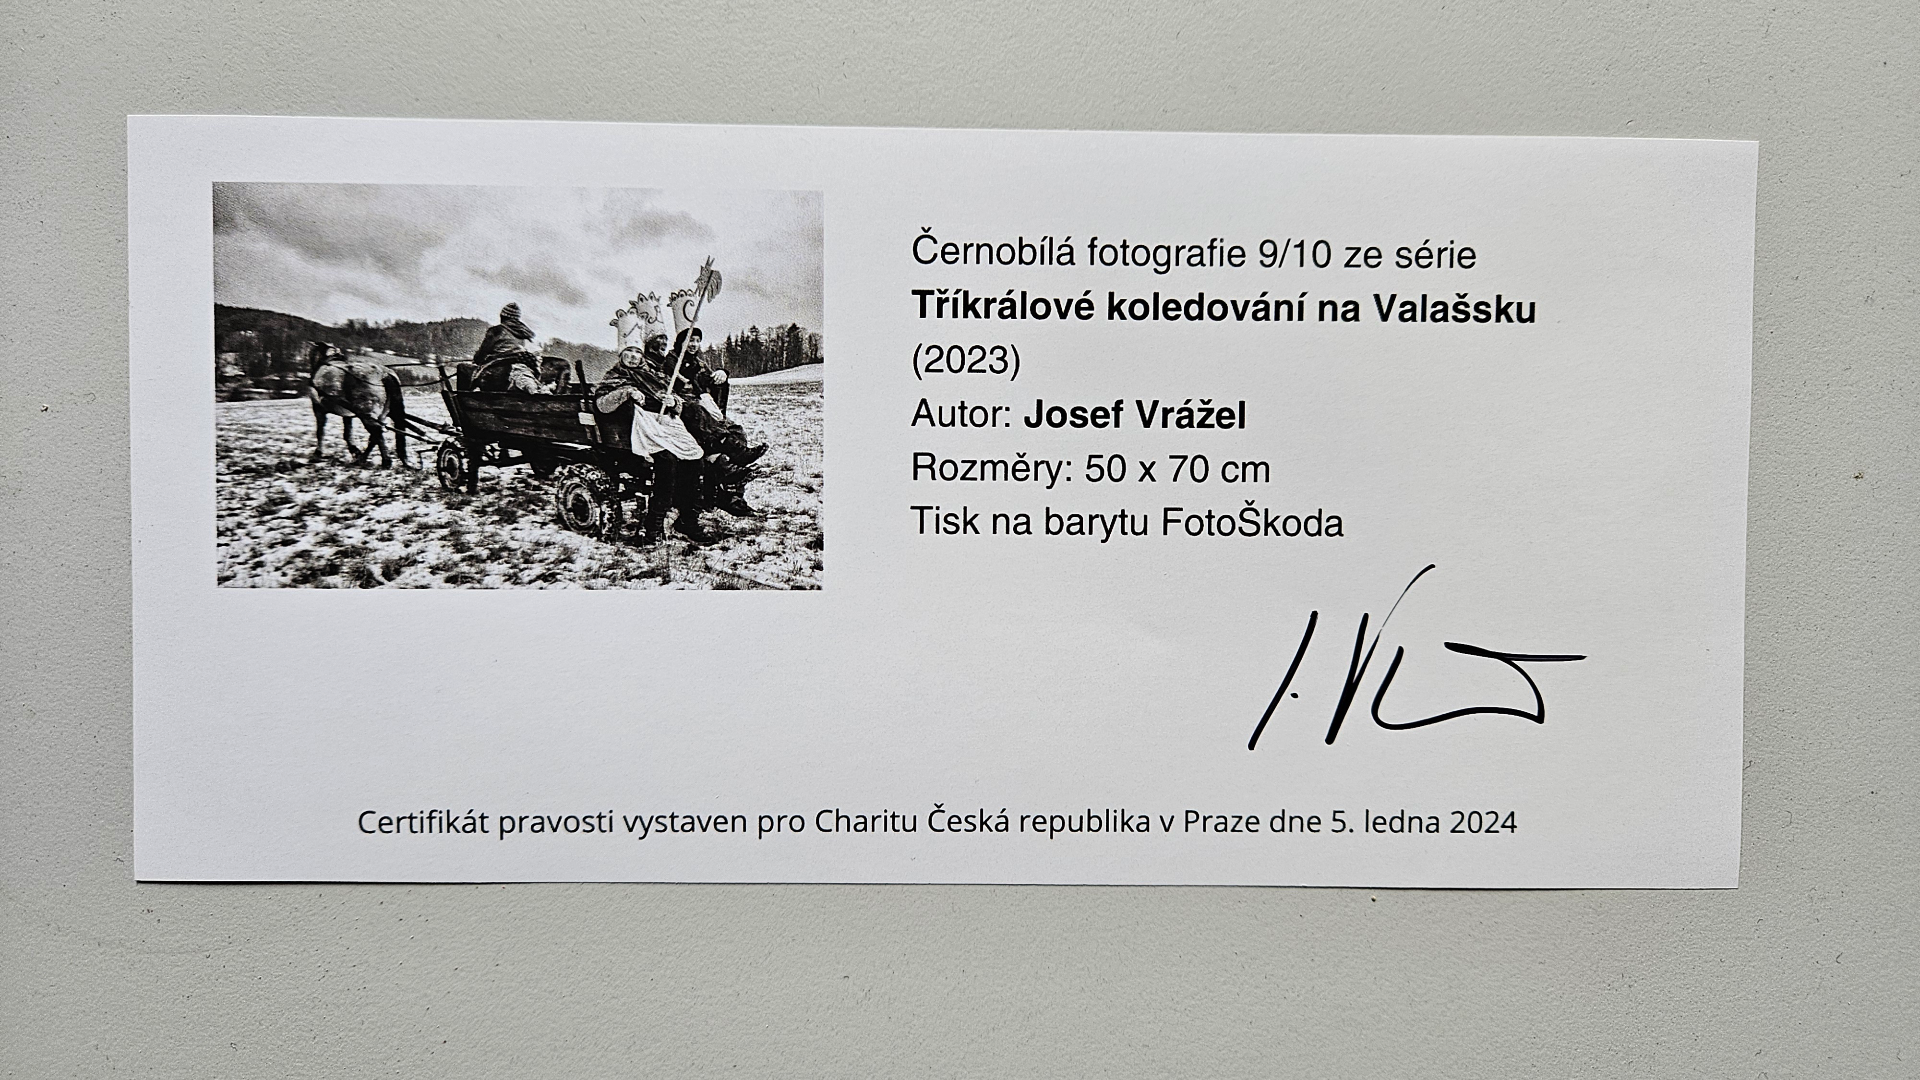 Černobílá fotografie 9/10 ze série
Tříkrálové koledování na Valašsku
(2023)
Autor: Josef Vrážel
Rozměry: 50 x 70 cm
Tisk na barytu FotoŠkoda
Certifikát pravosti vystaven pro Charitu Česká republika v Praze dne 5. ledna 2024